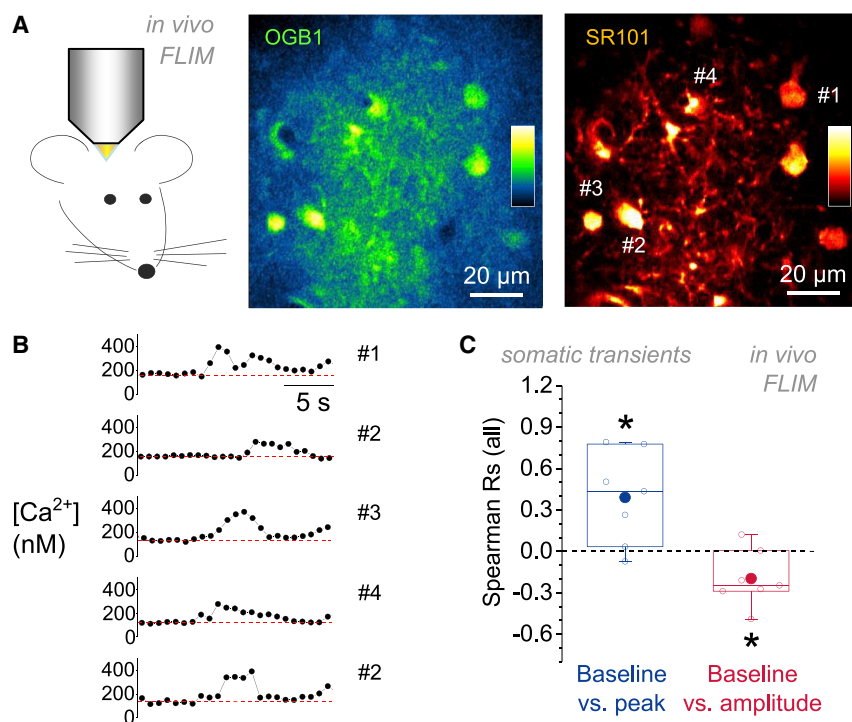 A
in vivo
FLIM
OGB1
20 µm
SR101
#4
#1
#3
#2
20 µm
B
400
200
0
#1
5 s
400
200
0
#2
[Ca2+]
(nM)
400
200
0
#3
400
200
0
#4
400
200
0
#2
C
somatic transients
in vivo
FLIM
Spearman Rs (all)
1.2
0.9
0.6
0.3
0.0
-0.3
-0.6
*
*
Baseline
vs. peak
Baseline
vs. amplitude